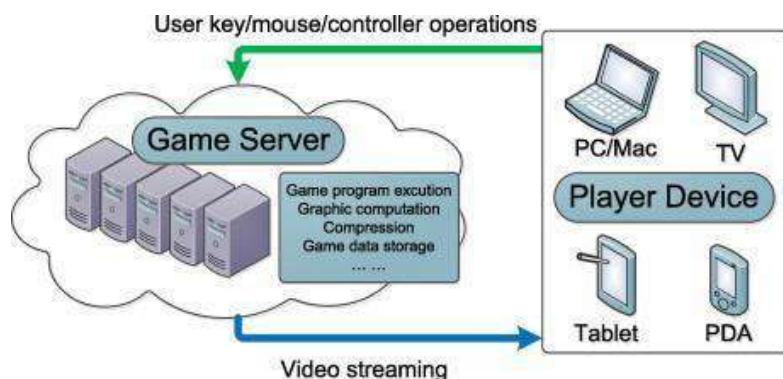 User key/mouse/controller operations
Game Server
Game program excution
Graphic computation
Compression
Game data storage
... ...
PC/Mac
TV
Player Device
Tablet
PDA
Video streaming